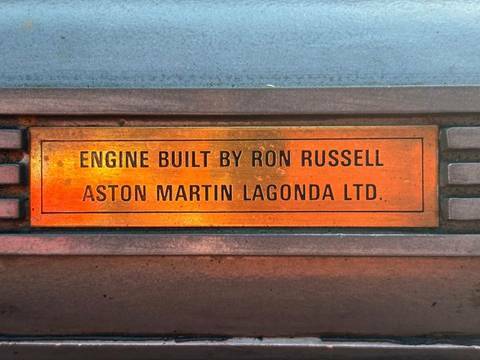 ENGINE BUILT BY RON RUSSELL
ASTON MARTIN LAGONDA LTD.